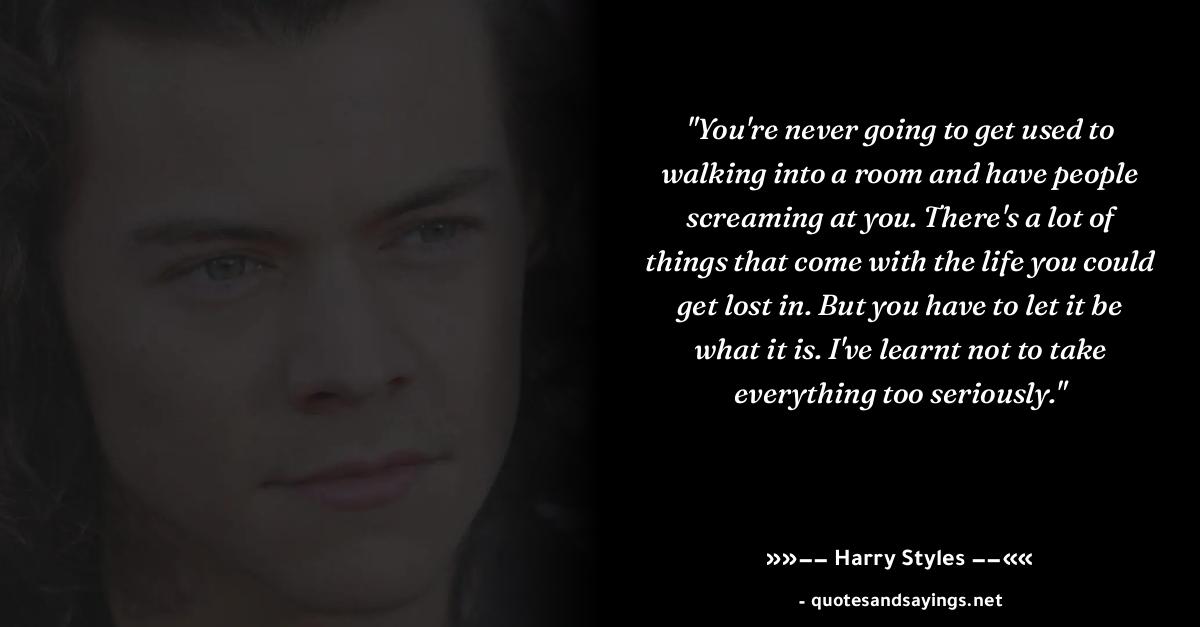 "You're never going to get used to
walking into a room and have people
screaming at you. There's a lot of
things that come with the life you could
get lost in. But you have to let it be
what it is. I've learnt not to take
everything too seriously."
»»−− Harry Styles −−««
- quotesandsayings.net